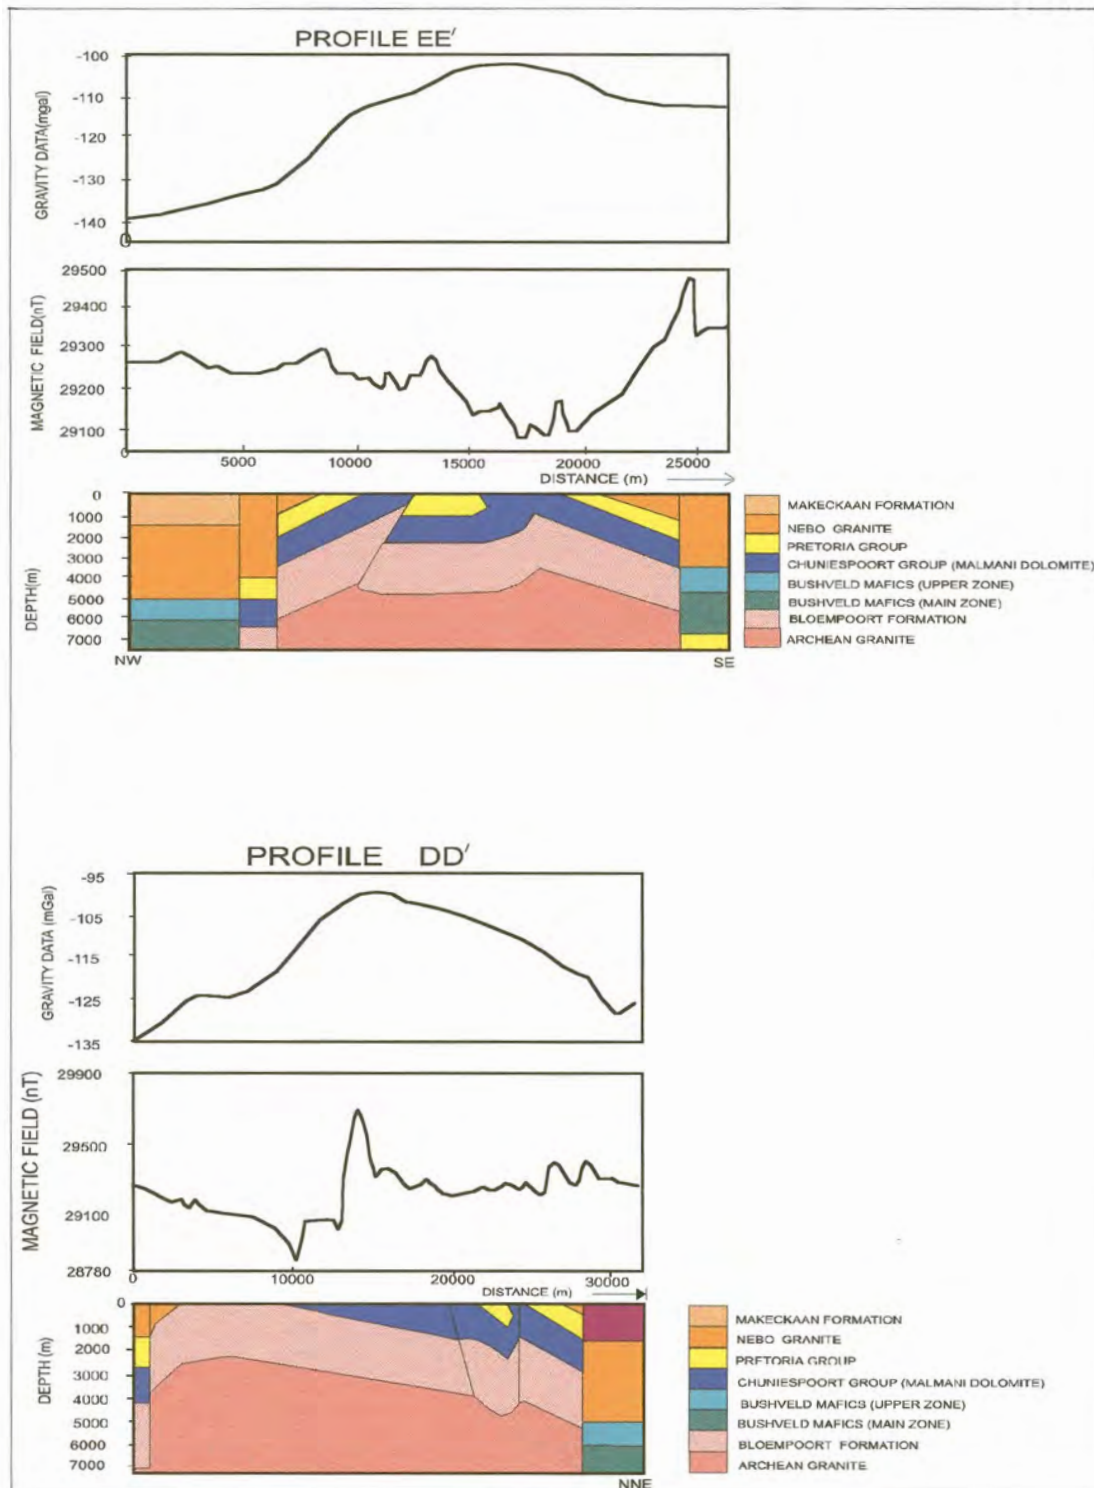 PROFILE EE′
GRAVITY DATA(mgal)
-100
-110
-120
-130
-140
0
MAGNETIC FIELD(nT)
29500
29400
29300
29200
29100
0
0
5000
10000
15000
20000
25000
DISTANCE (m)
DEPTH(m)
0
1000
2000
3000
4000
5000
6000
7000
NW
SE
MAKECKAAN FORMATION
NEBO GRANITE
PRETORIA GROUP
CHUNIESPOORT GROUP (MALMANI DOLOMITE)
BUSHVELD MAFICS (UPPER ZONE)
BUSHVELD MAFICS (MAIN ZONE)
BLOEMPOORT FORMATION
ARCHEAN GRANITE
PROFILE DD′
GRAVITY DATA (mGal)
-95
-105
-115
-125
-135
MAGNETIC FIELD (nT)
29900
29500
29100
28780
0
10000
20000
30000
DISTANCE (m)
DEPTH (m)
0
1000
2000
3000
4000
5000
6000
7000
NNE
MAKECKAAN FORMATION
NEBO GRANITE
PRETORIA GROUP
CHUNIESPOORT GROUP (MALMANI DOLOMITE)
BUSHVELD MAFICS (UPPER ZONE)
BUSHVELD MAFICS (MAIN ZONE)
BLOEMPOORT FORMATION
ARCHEAN GRANITE